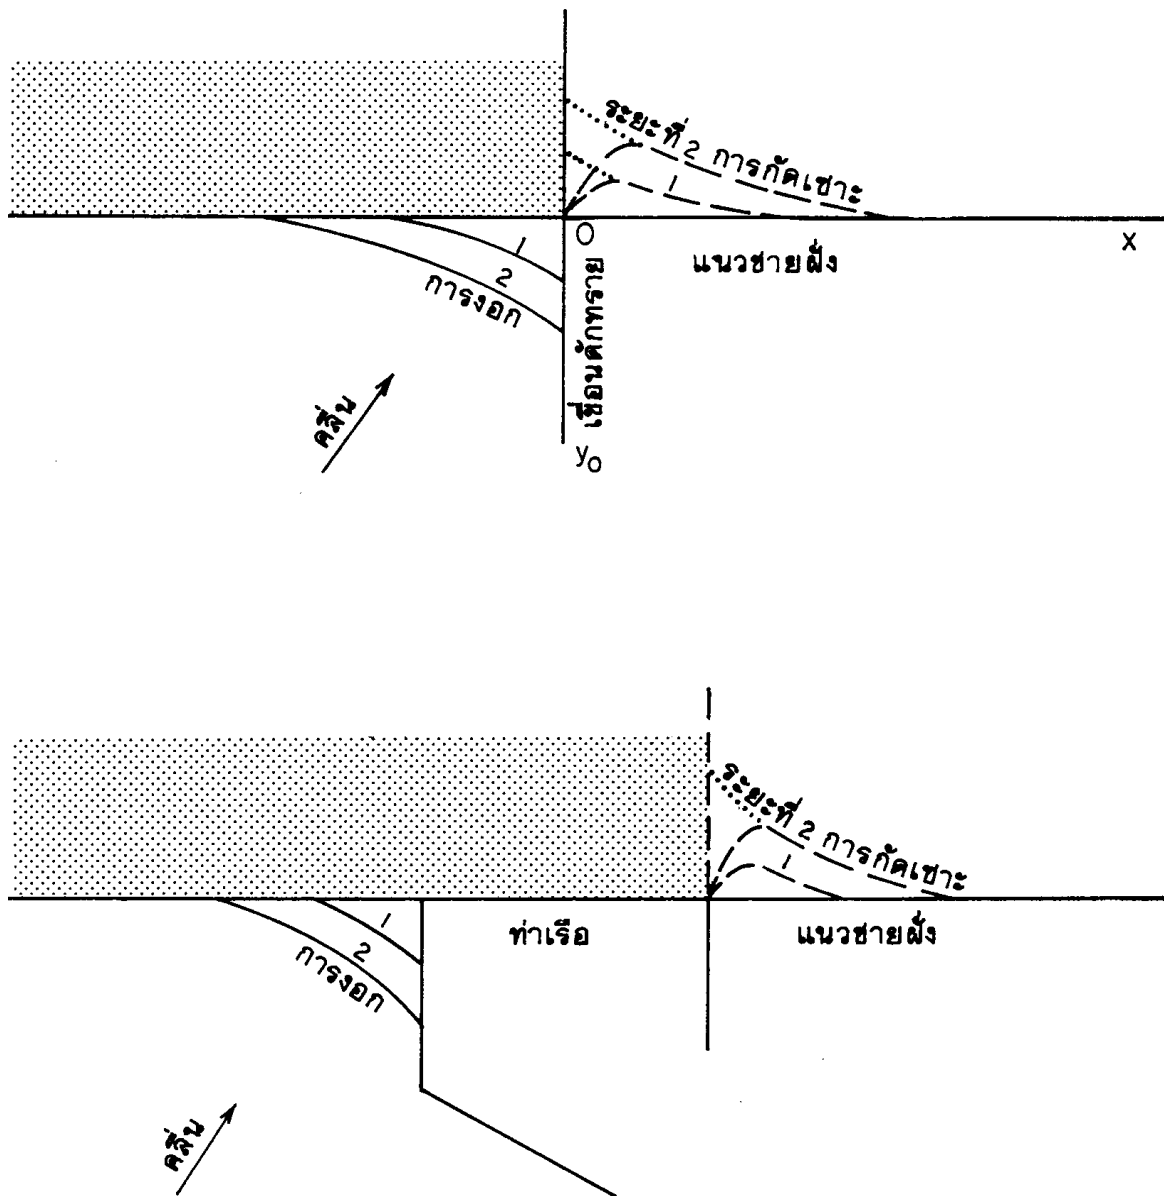 ระยะที่ 2 การกัดเซาะ
1
O
X
1
2
การงอก
แนวชายฝั่ง
เขื่อนดักทราย
คลื่น
y₀
ระยะที่ 2 การกัดเซาะ
1
1
2
การงอก
ท่าเรือ
แนวชายฝั่ง
คลื่น